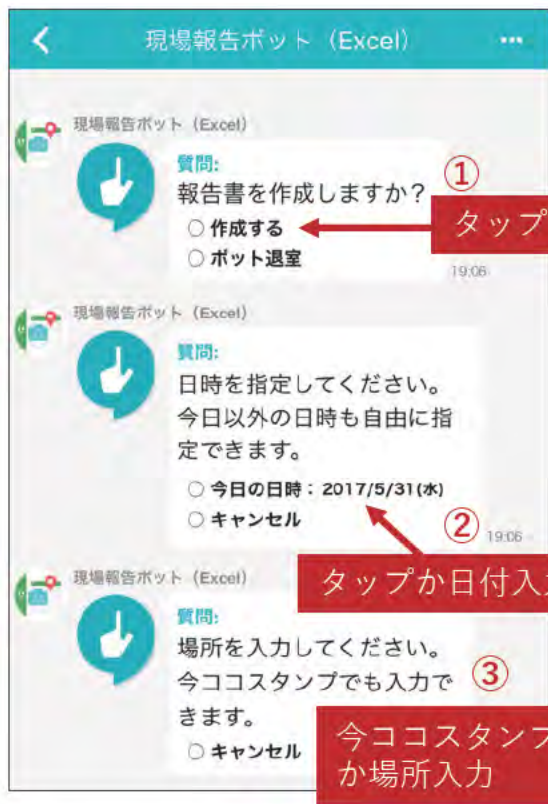 現場報告ボット（Excel）
現場報告ボット（Excel）
質問:
報告書を作成しますか？
①
○ 作成する
タップ
○ ボット退室
19:06
現場報告ボット（Excel）
質問:
日時を指定してください。
今日以外の日時も自由に指
定できます。
○ 今日の日時：2017/5/31(水)
○ キャンセル
②
19:06
現場報告ボット（Excel）
タップか日付入
質問:
場所を入力してください。
今ココスタンプでも入力で
きます。
③
○ キャンセル
今ココスタンプ
か場所入力